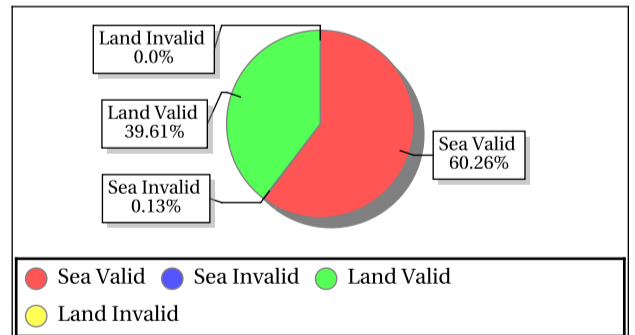 Land Invalid
0.0%
Land Valid
39.61%
Sea Invalid
0.13%
Sea Valid
60.26%
Sea Valid Sea Invalid Land Valid
Land Invalid